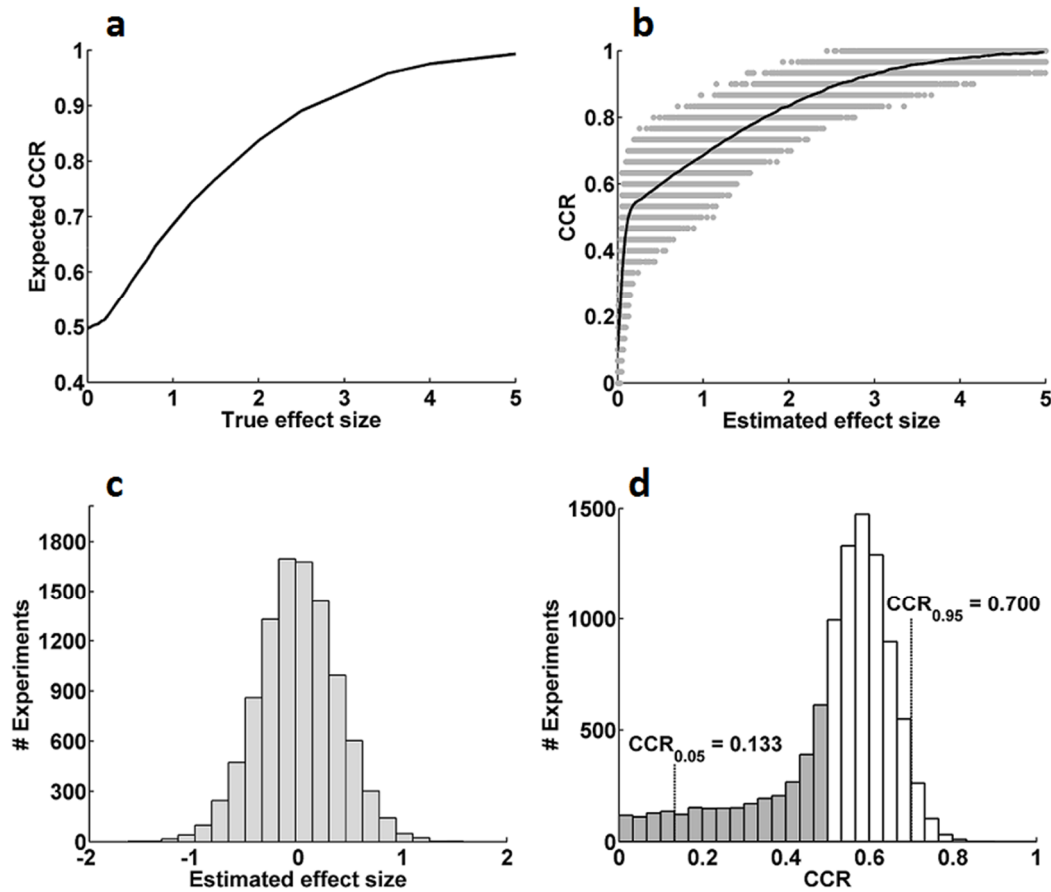 a
1
0.9
0.8
0.7
0.6
0.5
0.4
Expected CCR
0 1 2 3 4 5
True effect size
b
1
0.8
0.6
0.4
0.2
0
CCR
0 1 2 3 4 5
Estimated effect size
c
1800
1500
1200
900
600
300
0
# Experiments
-2 -1 0 1 2
Estimated effect size
d
1500
1000
500
0
# Experiments
CCR0.95 = 0.700
CCR0.05 = 0.133
0 0.2 0.4 0.6 0.8 1
CCR